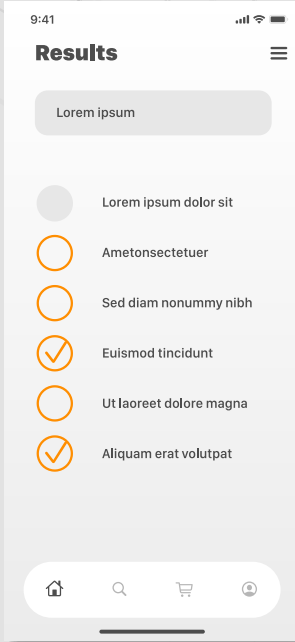 9:41
Results
Lorem ipsum
Lorem ipsum dolor sit
Ametonsectetuer
Sed diam nonummy nibh
Euismod tincidunt
Ut laoreet dolore magna
Aliquam erat volutpat